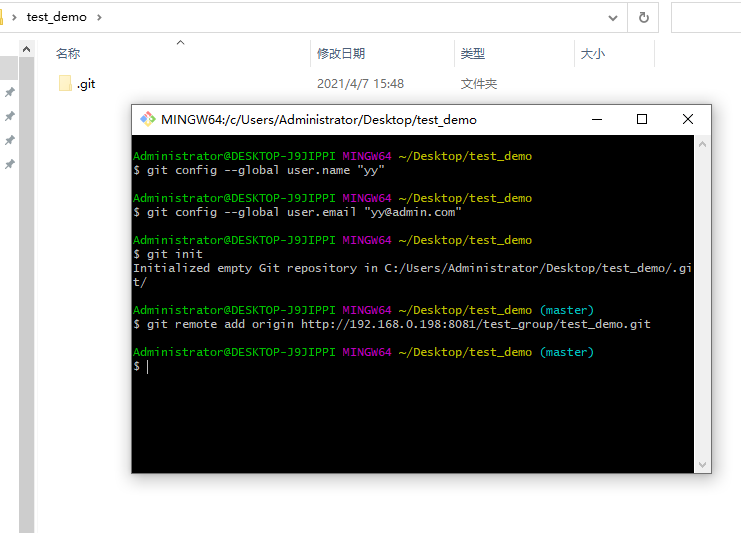 test_demo
名称 修改日期 类型 大小
.git 2021/4/7 15:48 文件夹
MINGW64:/c/Users/Administrator/Desktop/test_demo
Administrator@DESKTOP-J9JIPPI MINGW64 ~/Desktop/test_demo
$ git config --global user.name "yy"
Administrator@DESKTOP-J9JIPPI MINGW64 ~/Desktop/test_demo
$ git config --global user.email "yy@admin.com"
Administrator@DESKTOP-J9JIPPI MINGW64 ~/Desktop/test_demo
$ git init
Initialized empty Git repository in C:/Users/Administrator/Desktop/test_demo/.gi
t/
Administrator@DESKTOP-J9JIPPI MINGW64 ~/Desktop/test_demo (master)
$ git remote add origin http://192.168.0.198:8081/test_group/test_demo.git
Administrator@DESKTOP-J9JIPPI MINGW64 ~/Desktop/test_demo (master)
$